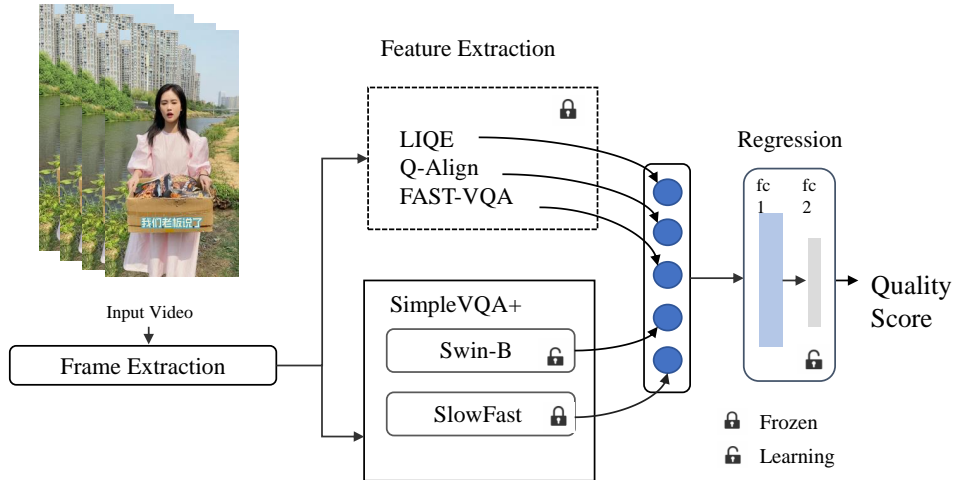 Feature Extraction
LIQE
Q-Align
FAST-VQA
我们老板说了
Input Video
Frame Extraction
SimpleVQA+
Swin-B
SlowFast
Regression
fc
1
fc
2
Quality
Score
Frozen
Learning